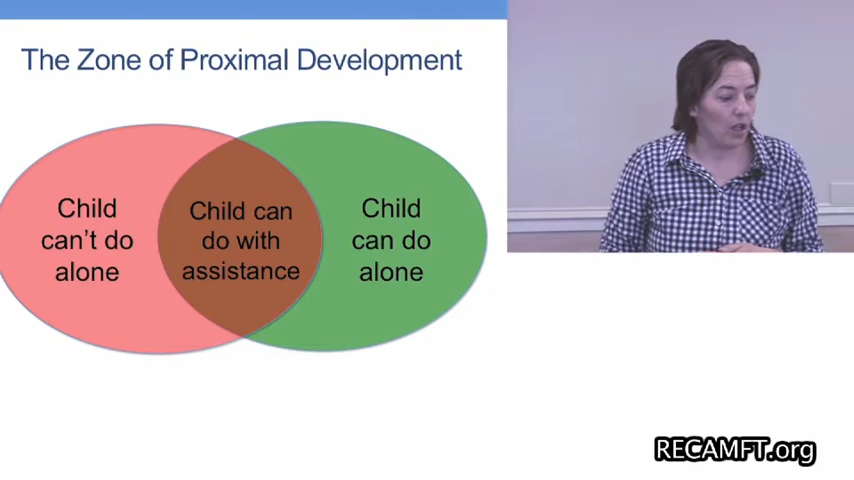 The Zone of Proximal Development
Child
can't do
alone
Child can
do with
assistance
Child
can do
alone
RECAMFT.org